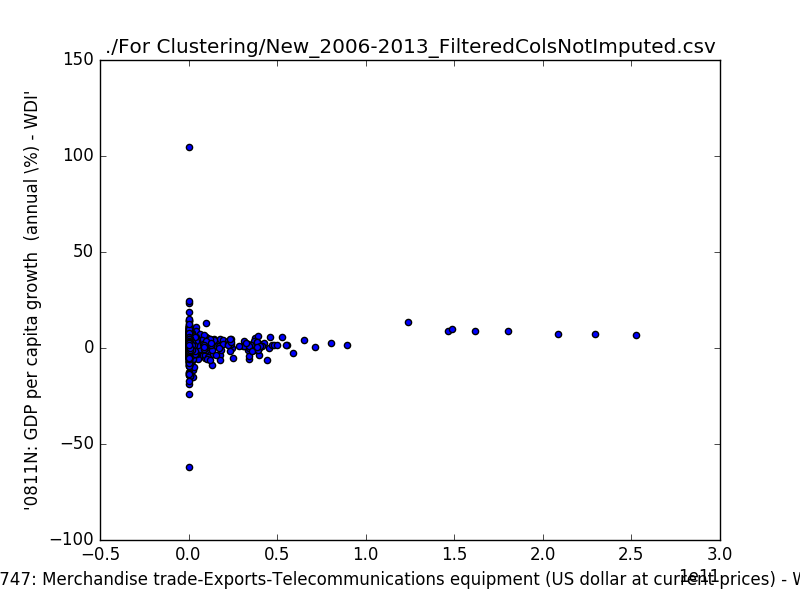 ./For Clustering/New_2006-2013_FilteredColsNotImputed.csv
'0811N: GDP per capita growth  (annual \%) - WDI'
150
100
50
0
−50
−100
−0.5 0.0 0.5 1.0 1.5 2.0 2.5 3.0
1e11
747: Merchandise trade-Exports-Telecommunications equipment (US dollar at current prices) - W